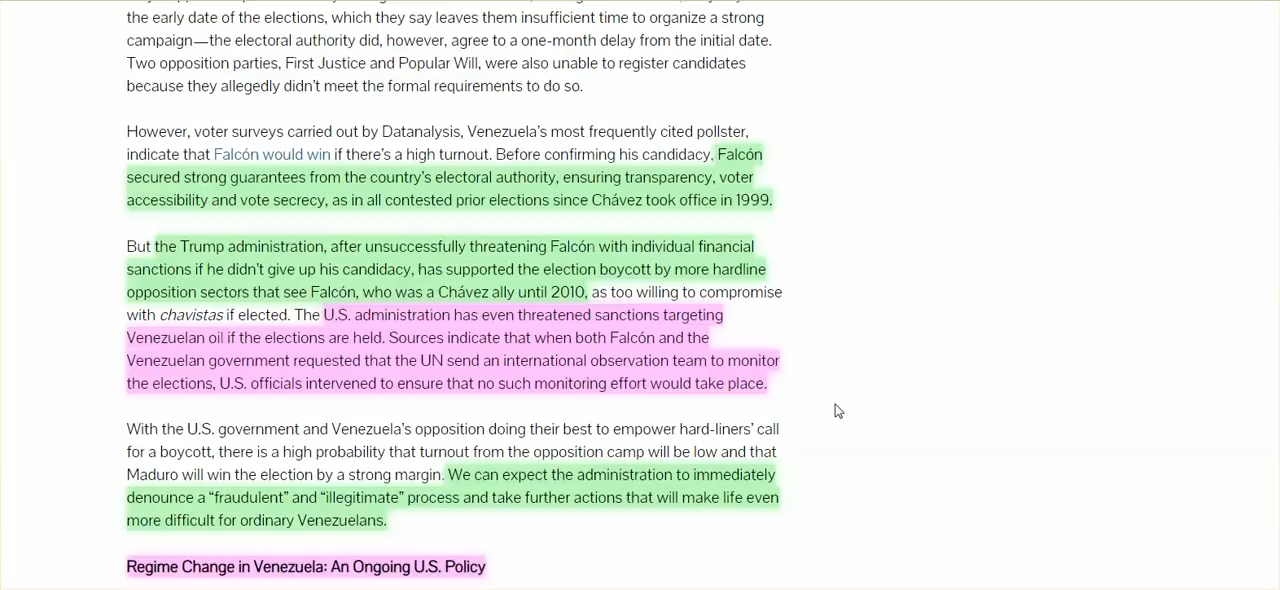 the early date of the elections, which they say leaves them insufficient time to organize a strong
campaign—the electoral authority did, however, agree to a one-month delay from the initial date.
Two opposition parties, First Justice and Popular Will, were also unable to register candidates
because they allegedly didn’t meet the formal requirements to do so.
However, voter surveys carried out by Datanalysis, Venezuela’s most frequently cited pollster,
indicate that Falcón would win if there’s a high turnout. Before confirming his candidacy, Falcón
secured strong guarantees from the country’s electoral authority, ensuring transparency, voter
accessibility and vote secrecy, as in all contested prior elections since Chávez took office in 1999.
But the Trump administration, after unsuccessfully threatening Falcón with individual financial
sanctions if he didn’t give up his candidacy, has supported the election boycott by more hardline
opposition sectors that see Falcón, who was a Chávez ally until 2010, as too willing to compromise
with chavistas if elected. The U.S. administration has even threatened sanctions targeting
Venezuelan oil if the elections are held. Sources indicate that when both Falcón and the
Venezuelan government requested that the UN send an international observation team to monitor
the elections, U.S. officials intervened to ensure that no such monitoring effort would take place.
With the U.S. government and Venezuela’s opposition doing their best to empower hard-liners’ call
for a boycott, there is a high probability that turnout from the opposition camp will be low and that
Maduro will win the election by a strong margin. We can expect the administration to immediately
denounce a “fraudulent” and “illegitimate” process and take further actions that will make life even
more difficult for ordinary Venezuelans.
Regime Change in Venezuela: An Ongoing U.S. Policy